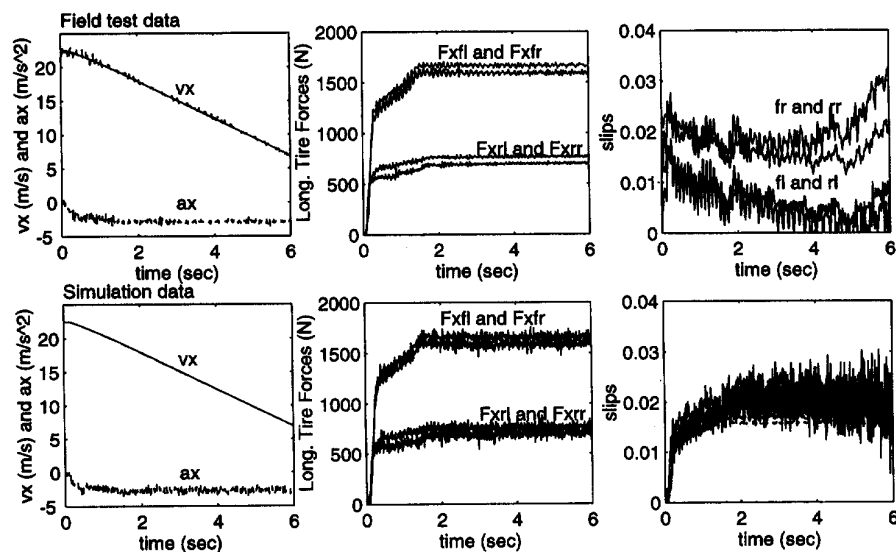 Field test data
vx (m/s) and ax (m/s^2)
20
15
10
5
0
-5
vx
ax
0
2
4
6
time (sec)
Long. Tire Forces (N)
2000
1500
1000
500
0
Fxfl and Fxfr
Fxrl and Fxrr
0
2
4
6
time (sec)
slips
0.04
0.03
0.02
0.01
0
fr and rr
fl and rl
0
2
4
6
time (sec)
Simulation data
vx (m/s) and ax (m/s^2)
20
15
10
5
0
-5
vx
ax
0
2
4
6
time (sec)
Long. Tire Forces (N)
2000
1500
1000
500
0
Fxfl and Fxfr
Fxrl and Fxrr
0
2
4
6
time (sec)
slips
0.04
0.03
0.02
0.01
0
0
2
4
6
time (sec)